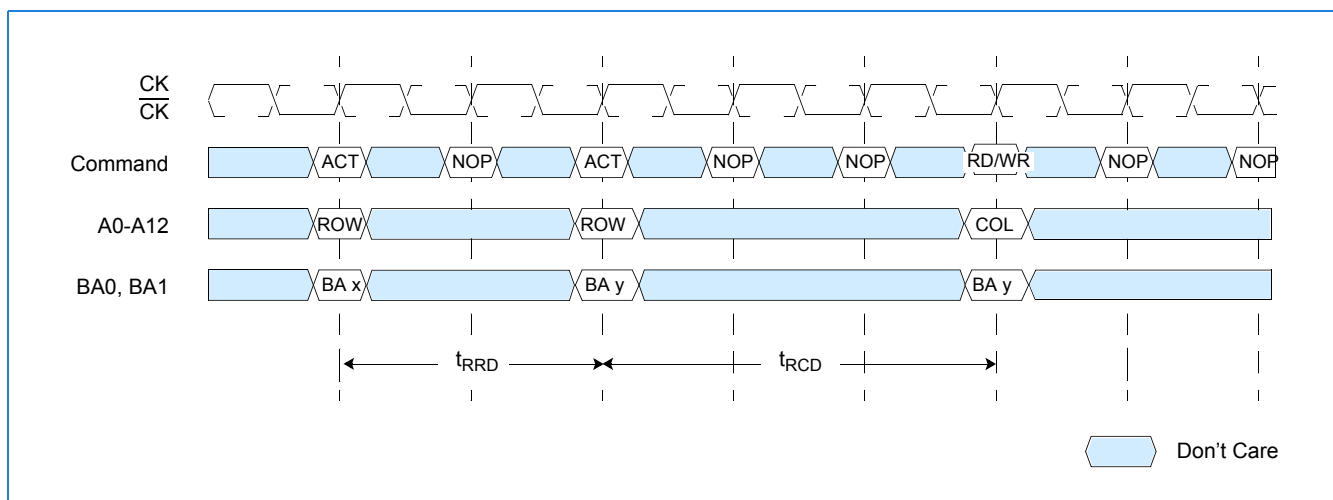 CK
CK
Command ACT NOP ACT NOP NOP RD/WR NOP NOP
A0-A12 ROW ROW COL
BA0, BA1 BA x BA y BA y
tRRD tRCD
Don't Care